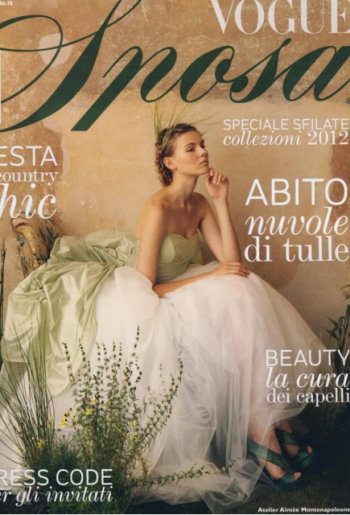 VOGUE
Sposa
SPECIALE SFILATE
collezioni 2012
ESTA
country
hic
ABITO
nuvole
di tulle
BEAUTY
la cura
dei capelli
RESS CODE
er gli invitati
Atelier Aimée Montenapoleone